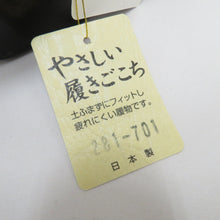 やさしい
履きごこち
土ふまずにフィットし
疲れにくい履物です。
281-701
日本製